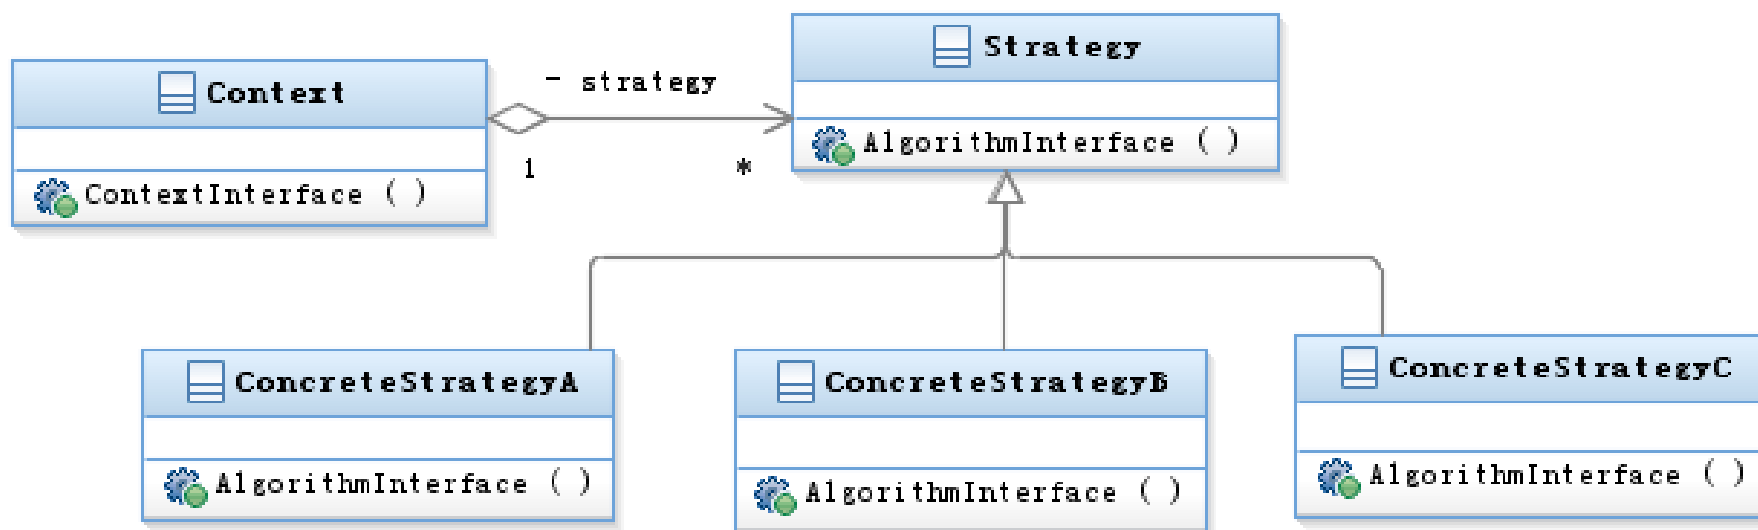 Strategy
Context
- strategy
AlgorithmInterface ( )
1
*
ContextInterface ( )
ConcreteStrategyA
ConcreteStrategyB
ConcreteStrategyC
AlgorithmInterface ( )
AlgorithmInterface ( )
AlgorithmInterface ( )